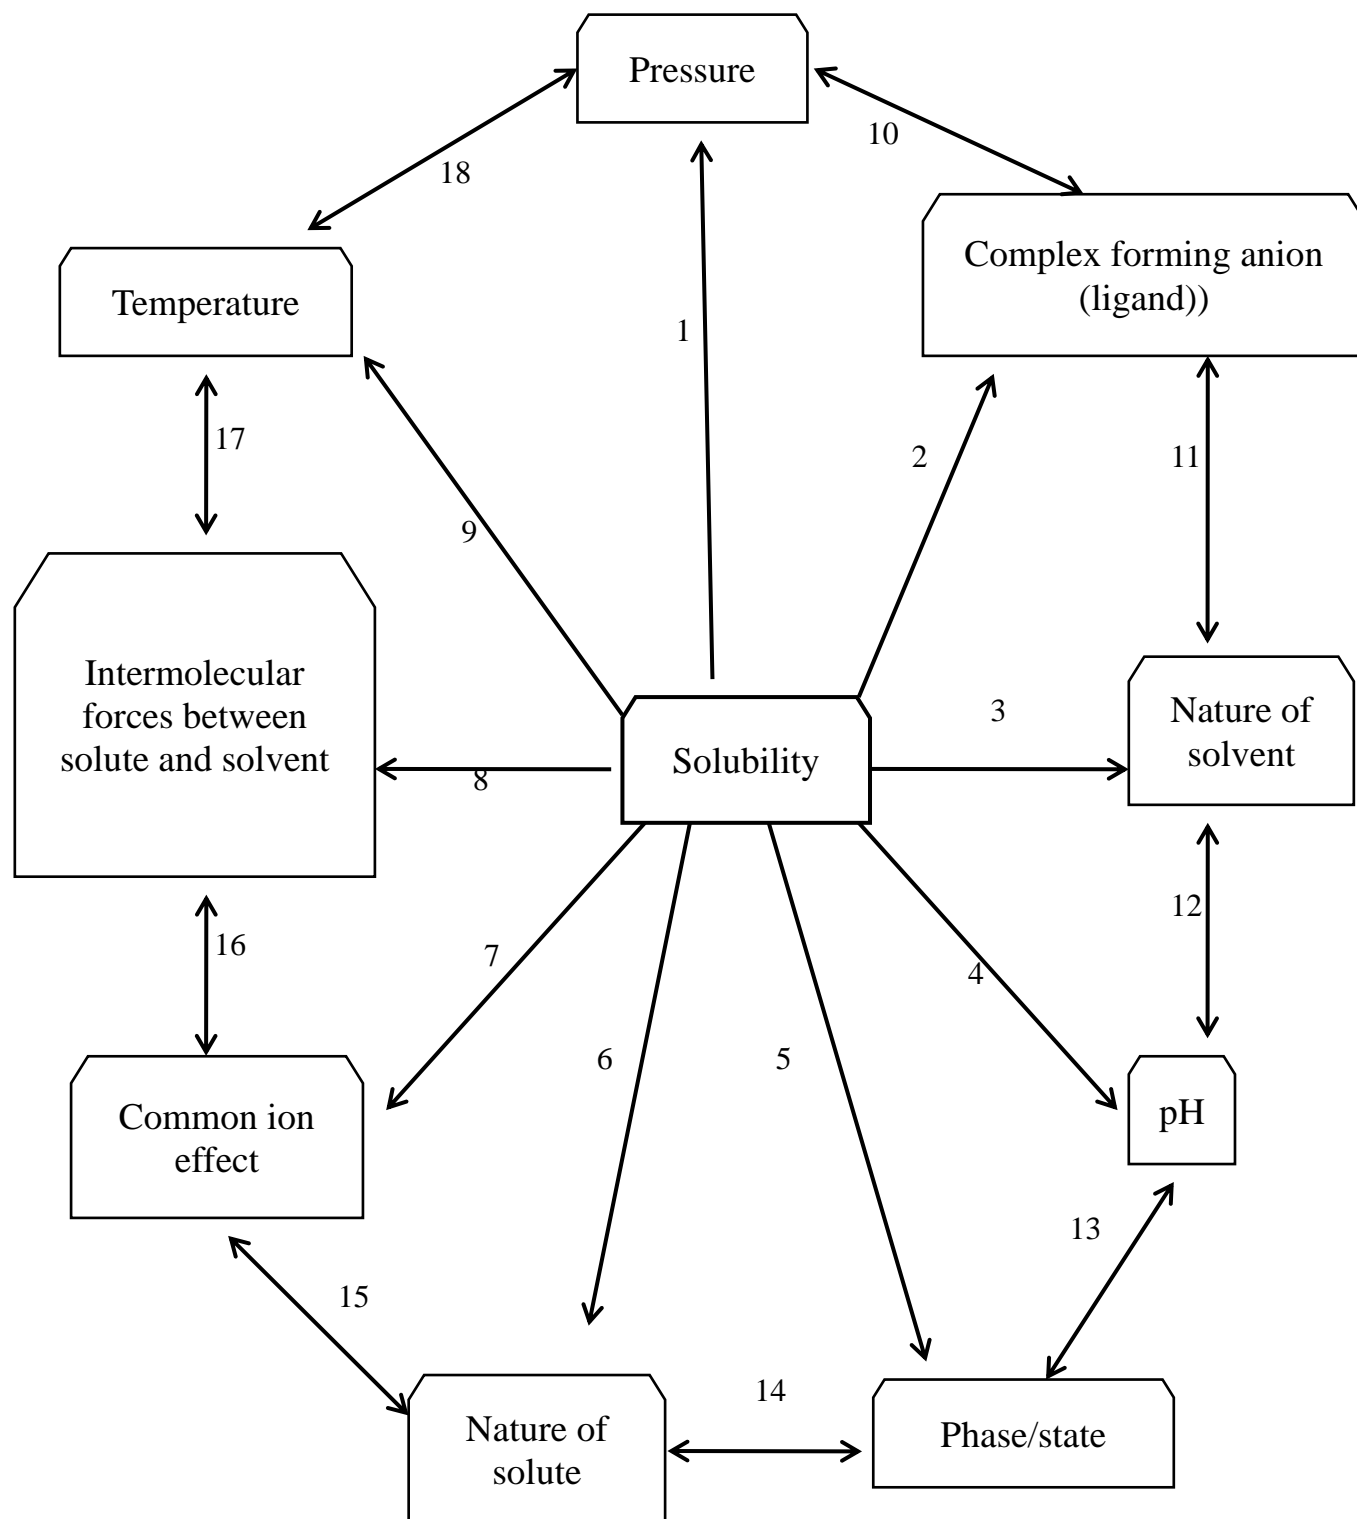 Pressure
10
18
Complex forming anion
(ligand))
Temperature
1
17
2
11
9
Intermolecular
forces between
solute and solvent
Nature of
solvent
3
Solubility
8
12
16
7
4
6
5
Common ion
effect
pH
13
15
14
Nature of
solute
Phase/state